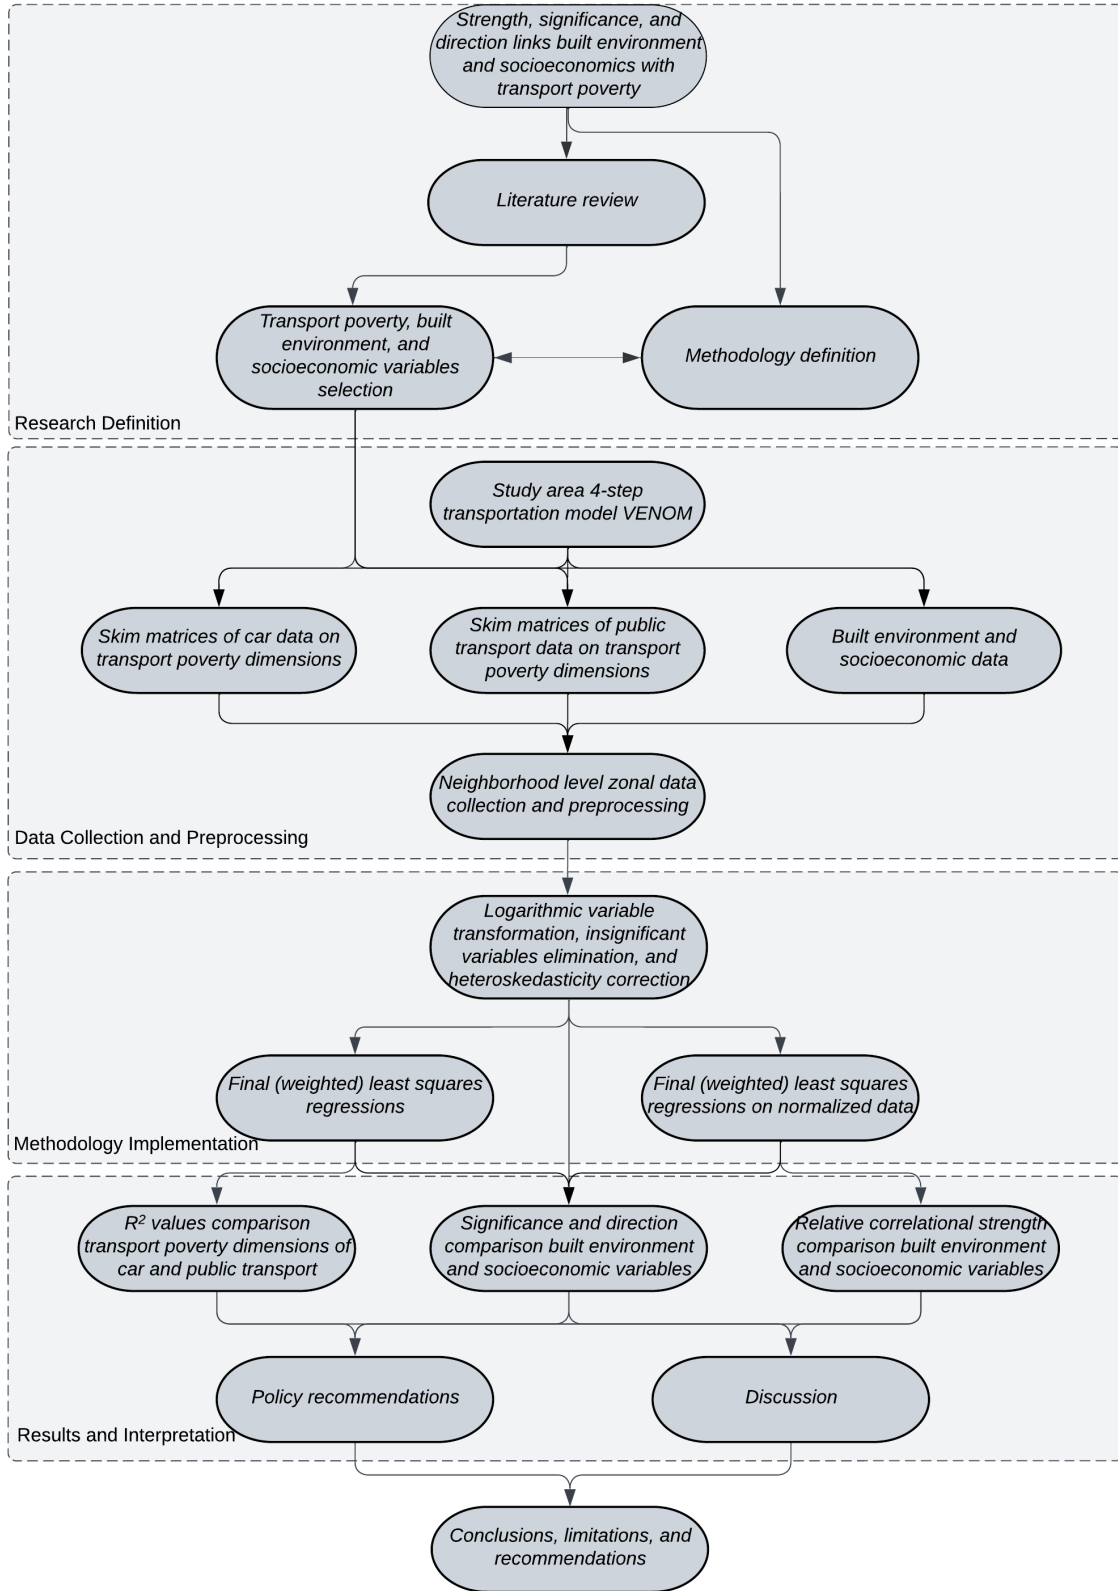 Strength, significance, and
direction links built environment
and socioeconomics with
transport poverty
Literature review
Transport poverty, built
environment, and
socioeconomic variables
selection
Methodology definition
Research Definition
Study area 4-step
transportation model VENOM
Skim matrices of car data on
transport poverty dimensions
Skim matrices of public
transport data on transport
poverty dimensions
Built environment and
socioeconomic data
Neighborhood level zonal data
collection and preprocessing
Data Collection and Preprocessing
Logarithmic variable
transformation, insignificant
variables elimination, and
heteroskedasticity correction
Final (weighted) least squares
regressions
Final (weighted) least squares
regressions on normalized data
Methodology Implementation
R² values comparison
transport poverty dimensions of
car and public transport
Significance and direction
comparison built environment
and socioeconomic variables
Relative correlational strength
comparison built environment
and socioeconomic variables
Policy recommendations
Discussion
Results and Interpretation
Conclusions, limitations, and
recommendations